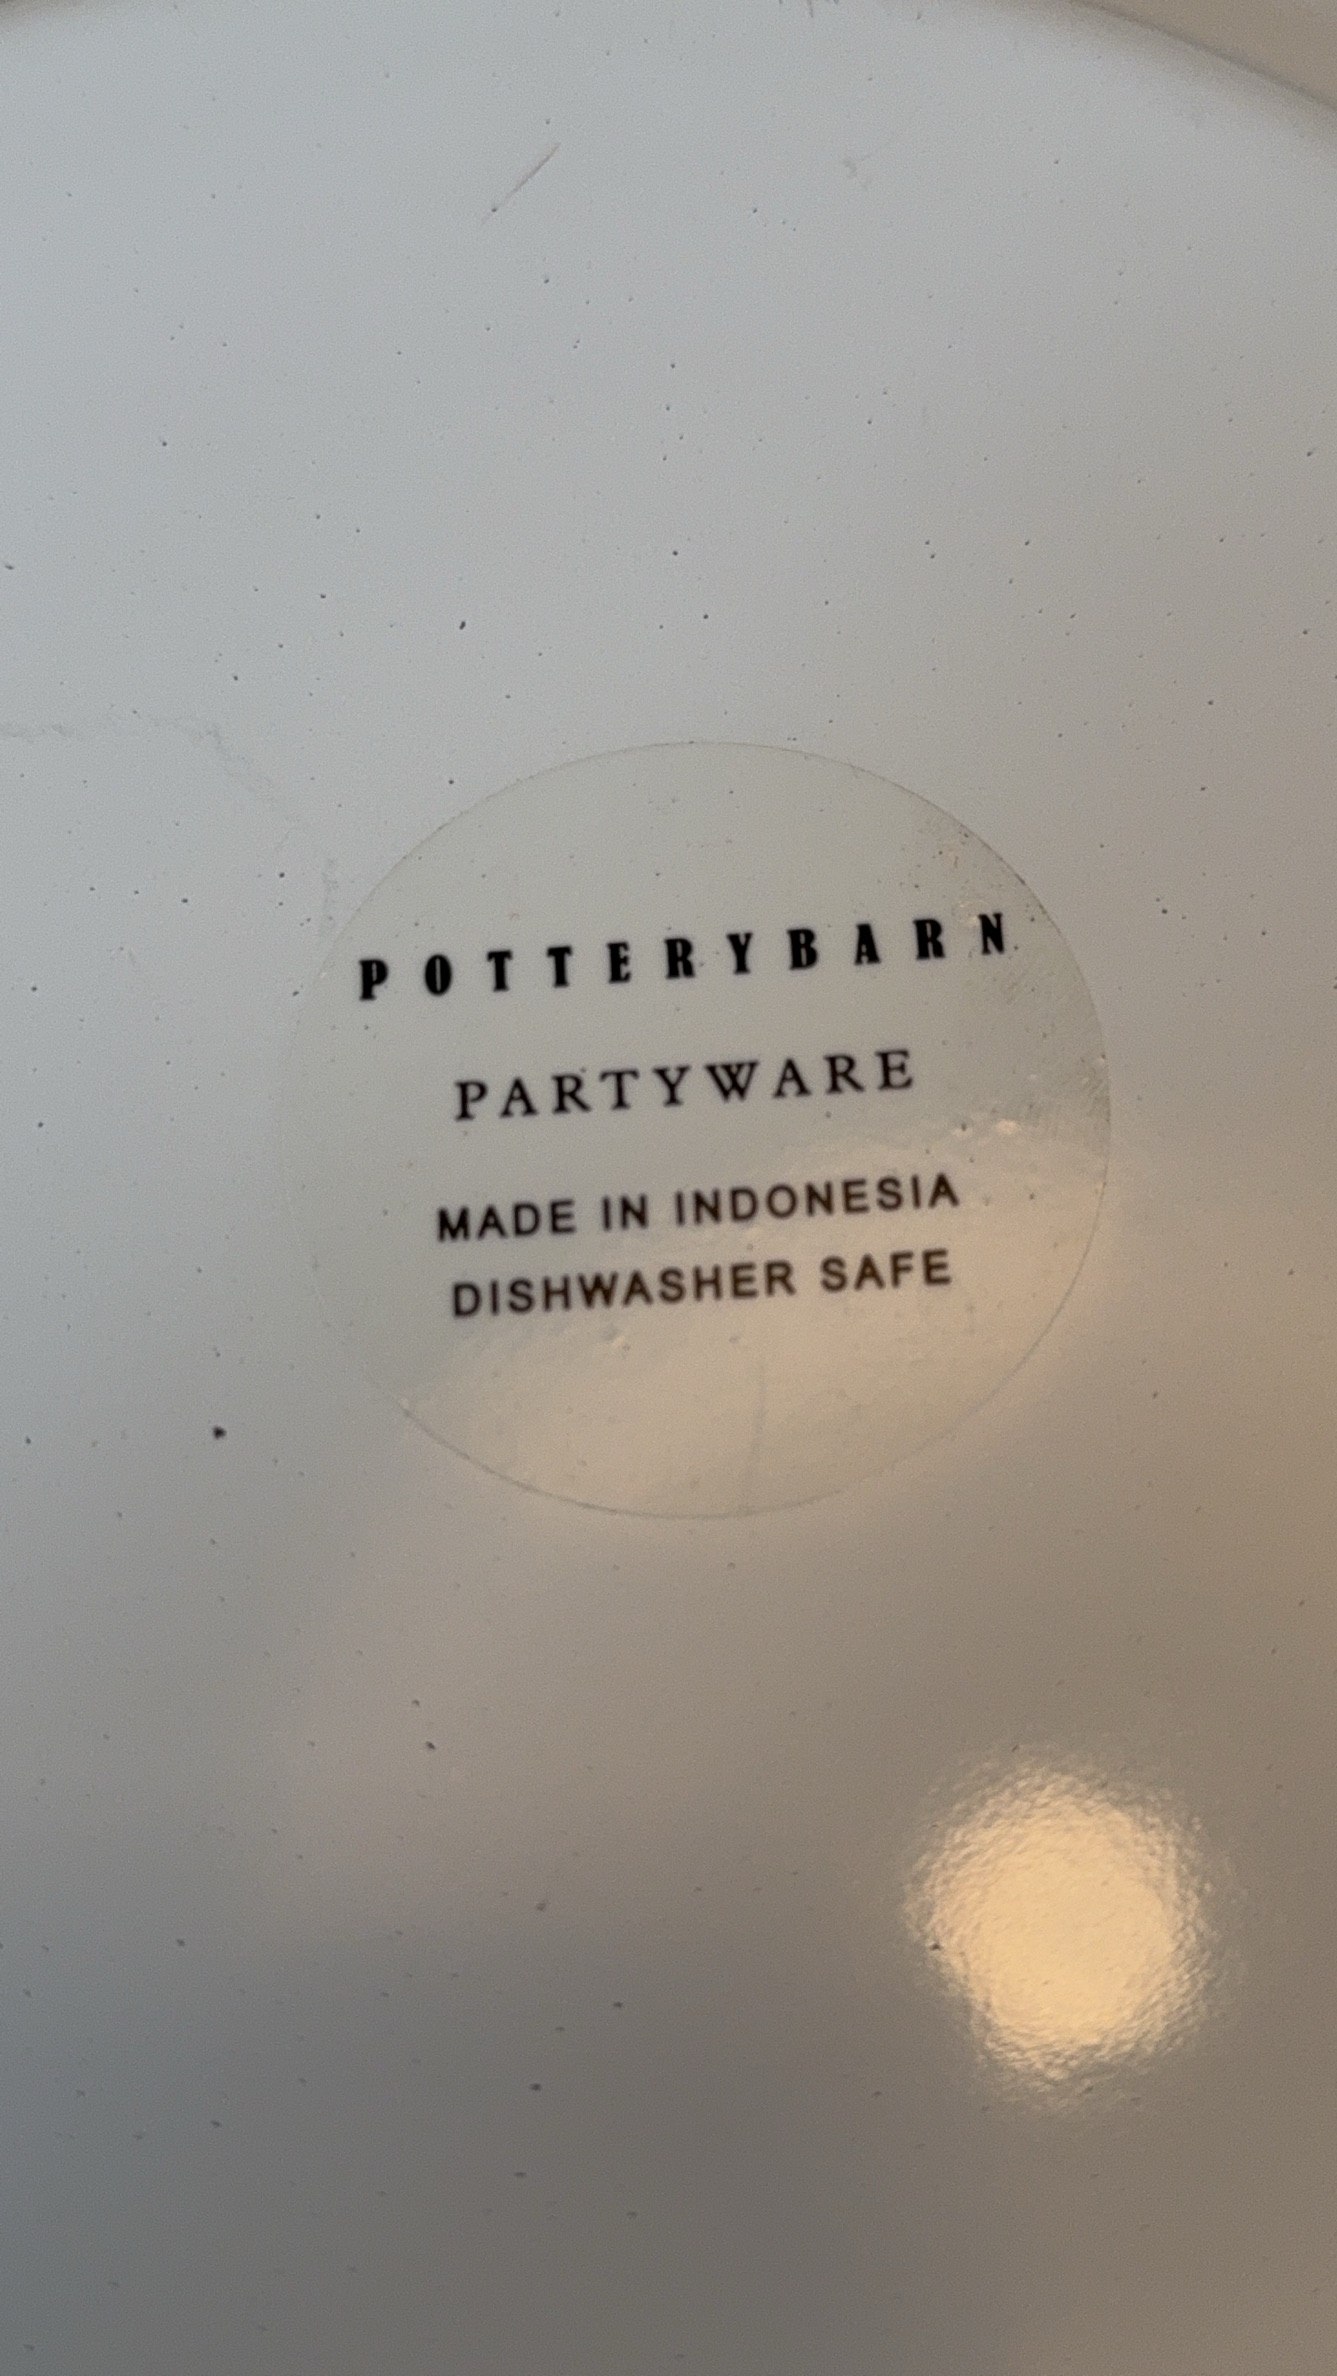 POTTERYBARN
PARTYWARE
MADE IN INDONESIA
DISHWASHER SAFE